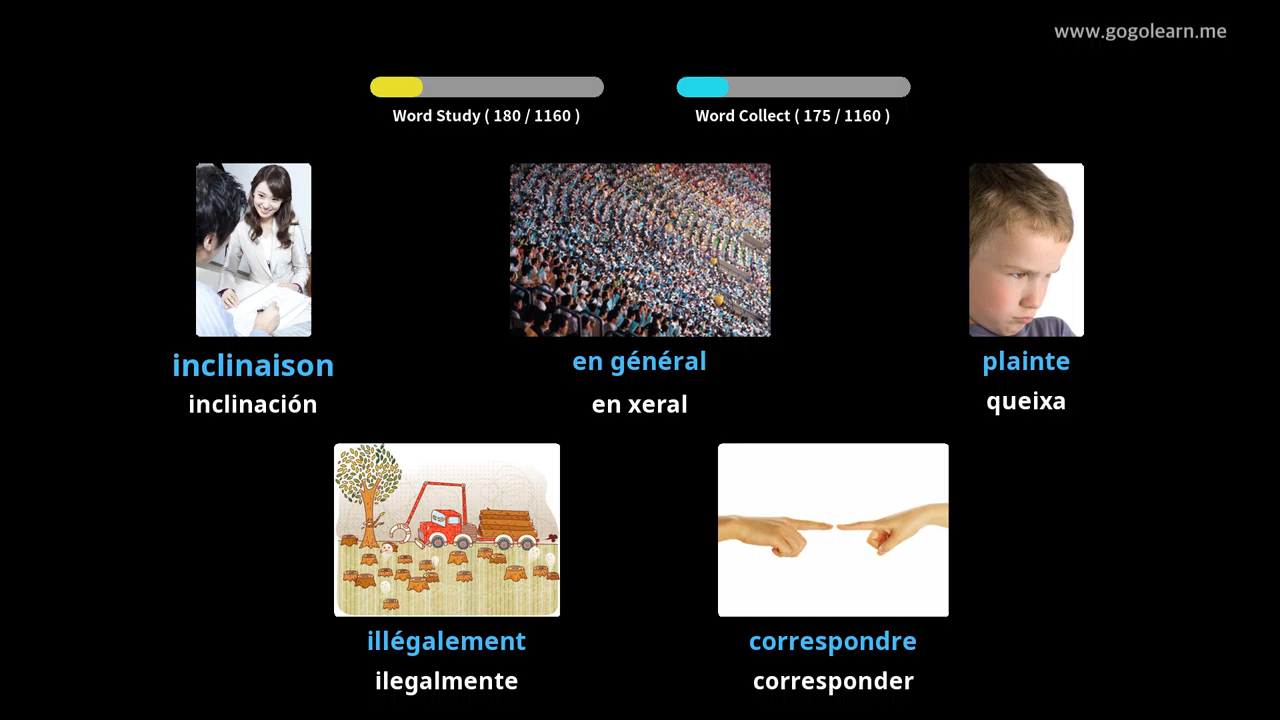 www.gogolearn.me
Word Study ( 180 / 1160 )
Word Collect ( 175 / 1160 )
inclinaison
inclinación
en général
en xeral
plainte
queixa
illégalement
ilegalmente
correspondre
corresponder